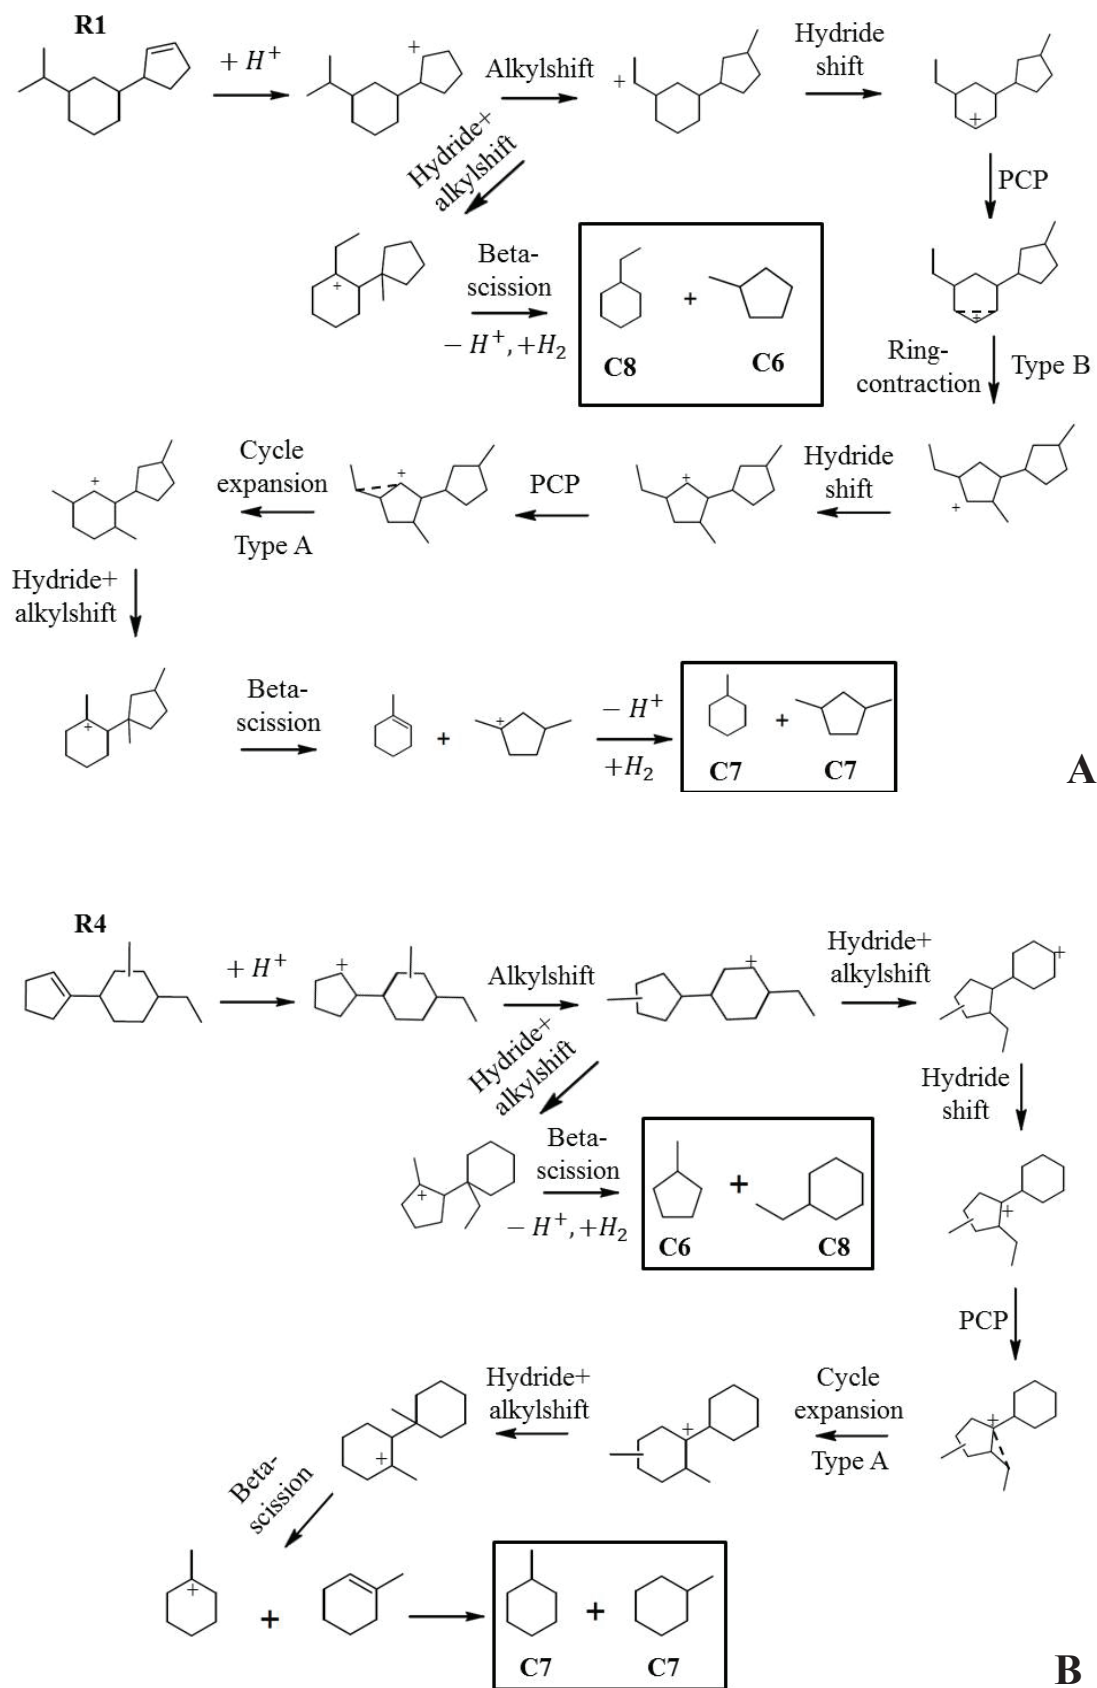 R1
+ H⁺
+
Alkylshift
+
Hydride
shift
+
Hydride+
alkylshift
PCP
+
Beta-
scission
− H⁺, +H₂
+
C8
C6
+
Ring-
contraction
Type B
+
Cycle
expansion
Type A
+
PCP
+
Hydride
shift
+
Hydride+
alkylshift
+
Beta-
scission
+
+
− H⁺
+H₂
+
C7
C7
A
R4
+ H⁺
+
Alkylshift
+
Hydride+
alkylshift
+
Hydride+
alkylshift
Hydride
shift
+
Beta-
scission
− H⁺, +H₂
+
C6
C8
+
PCP
+
Cycle
expansion
Type A
+
Hydride+
alkylshift
+
Beta-
scission
+
+
+
C7
C7
B